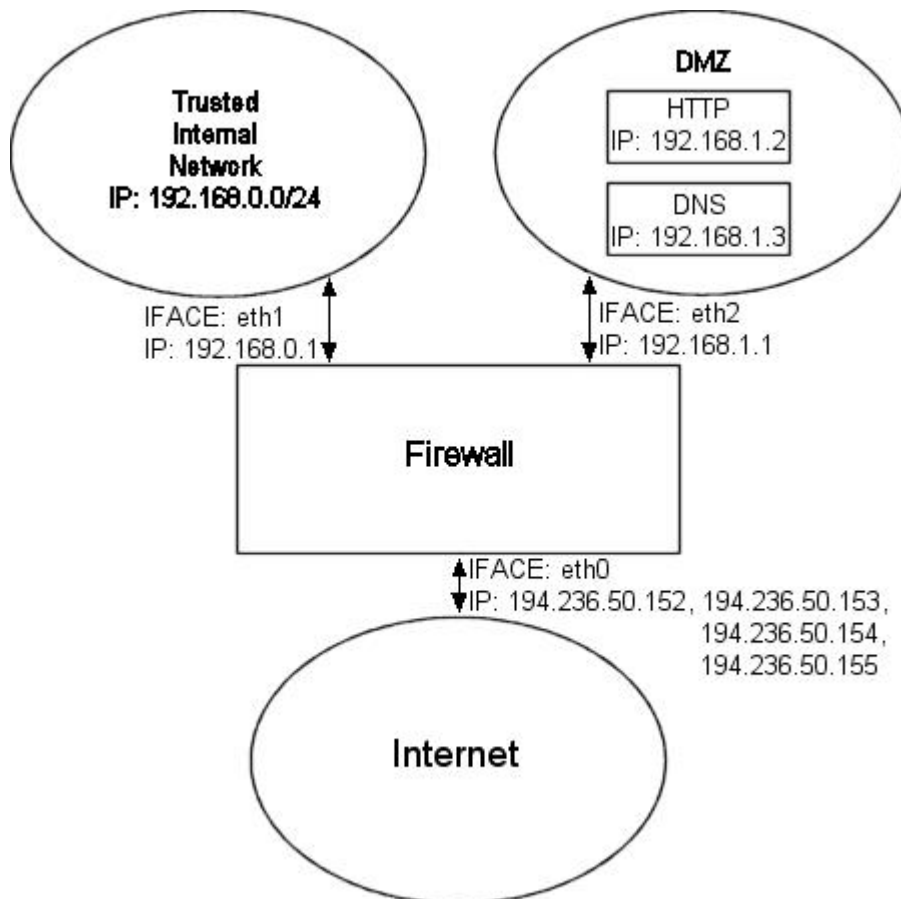 Trusted
Internal
Network
IP: 192.168.0.0/24
DMZ
HTTP
IP: 192.168.1.2
DNS
IP: 192.168.1.3
IFACE: eth1
IP: 192.168.0.1
IFACE: eth2
IP: 192.168.1.1
Firewall
IFACE: eth0
IP: 194.236.50.152, 194.236.50.153,
194.236.50.154,
194.236.50.155
Internet